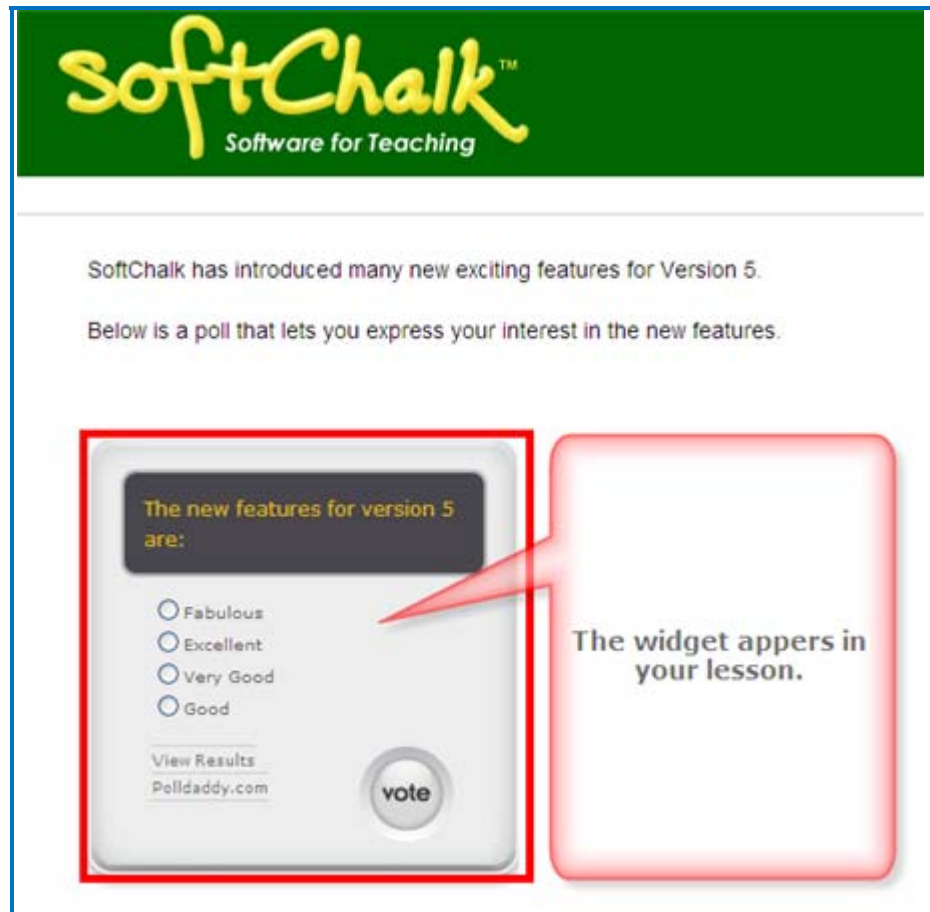 SoftChalk™
Software for Teaching
SoftChalk has introduced many new exciting features for Version 5.
Below is a poll that lets you express your interest in the new features.
The new features for version 5
are:
Fabulous
Excellent
Very Good
Good
View Results
Polldaddy.com
vote
The widget appers in
your lesson.